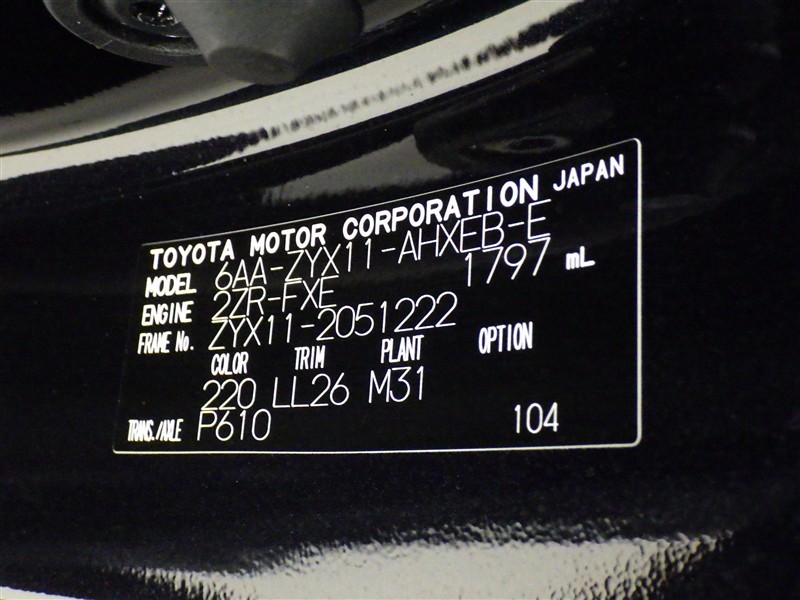 TOYOTA MOTOR CORPORATION JAPAN
MODEL 6AA-ZYX11-AHXEB-E
ENGINE 2ZR-FXE 1797 mL
FRAME No. ZYX11-2051222
COLOR TRIM PLANT OPTION
220 LL26 M31
TRANS./AXLE P610 104